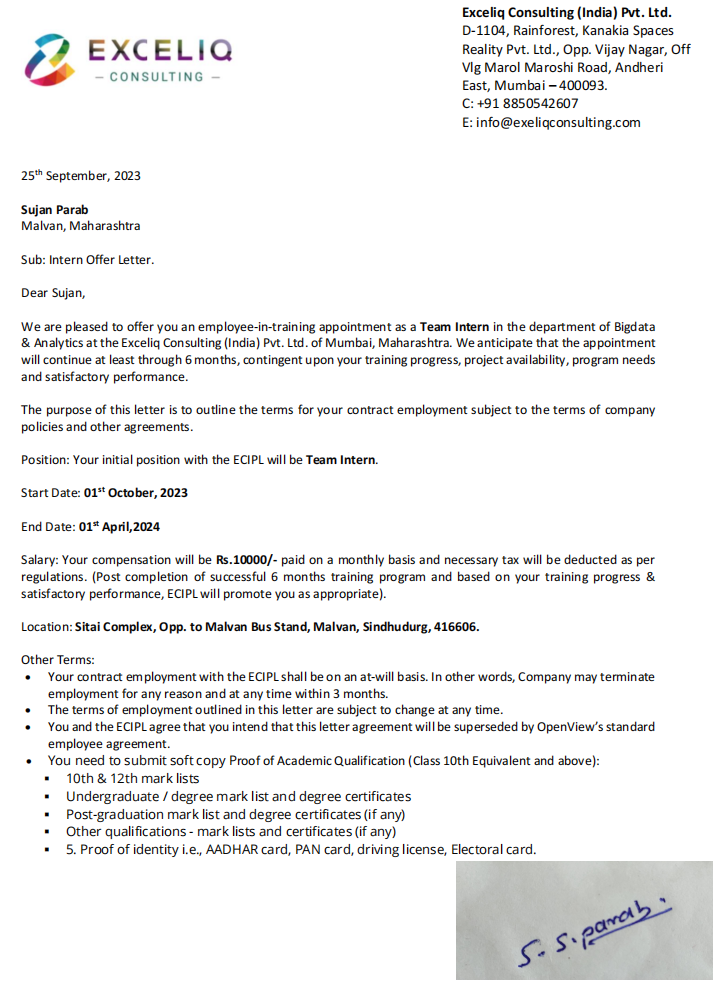 EXCELIQ
– CONSULTING –
Exceliq Consulting (India) Pvt. Ltd.
D-1104, Rainforest, Kanakia Spaces
Reality Pvt. Ltd., Opp. Vijay Nagar, Off
Vlg Marol Maroshi Road, Andheri
East, Mumbai – 400093.
C: +91 8850542607
E: info@exeliqconsulting.com
25th September, 2023
Sujan Parab
Malvan, Maharashtra
Sub: Intern Offer Letter.
Dear Sujan,
We are pleased to offer you an employee-in-training appointment as a Team Intern in the department of Bigdata
& Analytics at the Exceliq Consulting (India) Pvt. Ltd. of Mumbai, Maharashtra. We anticipate that the appointment
will continue at least through 6 months, contingent upon your training progress, project availability, program needs
and satisfactory performance.
The purpose of this letter is to outline the terms for your contract employment subject to the terms of company
policies and other agreements.
Position: Your initial position with the ECIPL will be Team Intern.
Start Date: 01st October, 2023
End Date: 01st April,2024
Salary: Your compensation will be Rs.10000/- paid on a monthly basis and necessary tax will be deducted as per
regulations. (Post completion of successful 6 months training program and based on your training progress &
satisfactory performance, ECIPL will promote you as appropriate).
Location: Sitai Complex, Opp. to Malvan Bus Stand, Malvan, Sindhudurg, 416606.
Other Terms:
• Your contract employment with the ECIPL shall be on an at-will basis. In other words, Company may terminate
employment for any reason and at any time within 3 months.
• The terms of employment outlined in this letter are subject to change at any time.
• You and the ECIPL agree that you intend that this letter agreement will be superseded by OpenView's standard
employee agreement.
• You need to submit soft copy Proof of Academic Qualification (Class 10th Equivalent and above):
▪ 10th & 12th mark lists
▪ Undergraduate / degree mark list and degree certificates
▪ Post-graduation mark list and degree certificates (if any)
▪ Other qualifications - mark lists and certificates (if any)
▪ 5. Proof of identity i.e., AADHAR card, PAN card, driving license, Electoral card.
S. S. parab.